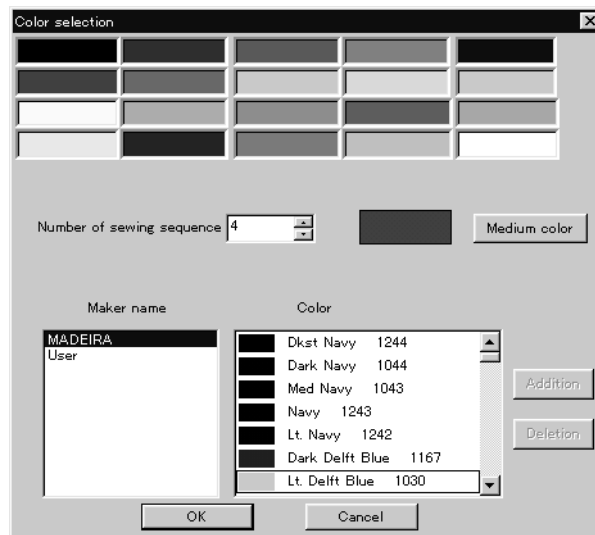 Color selection
Number of sewing sequence 4 Medium color
Maker name Color
MADEIRA
User
Dkst Navy 1244
Dark Navy 1044
Med Navy 1043
Navy 1243
Lt. Navy 1242
Dark Delft Blue 1167
Lt. Delft Blue 1030
Addition
Deletion
OK Cancel